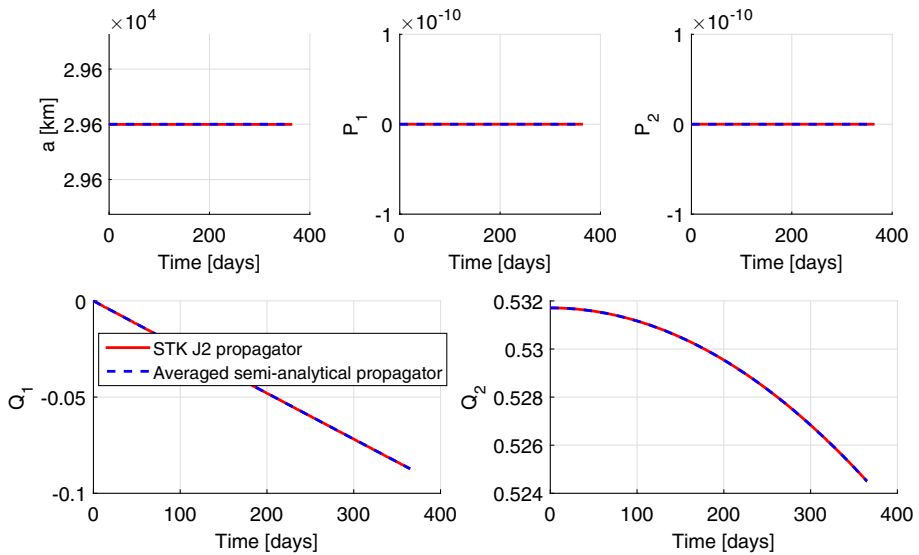 ×10⁴
2.96
2.96
2.96
a [km]
0 200 400
Time [days]
×10⁻¹⁰
1
0
-1
P₁
0 200 400
Time [days]
×10⁻¹⁰
1
0
-1
P₂
0 200 400
Time [days]
0
-0.05
-0.1
Q₁
STK J2 propagator
Averaged semi-analytical propagator
0 100 200 300 400
Time [days]
0.532
0.53
0.528
0.526
0.524
Q₂
0 100 200 300 400
Time [days]